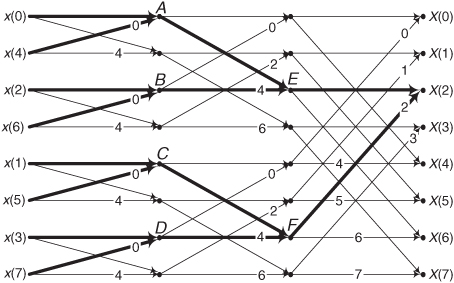 x(0) A X(0)
0 0 0
x(4) 4 2 X(1)
1
x(2) B 4 E X(2)
0 2
x(6) 4 6 X(3)
3
x(1) C 4 X(4)
0 0
x(5) 4 2 5 X(5)
x(3) D 4 F 6 X(6)
0
x(7) 4 6 7 X(7)